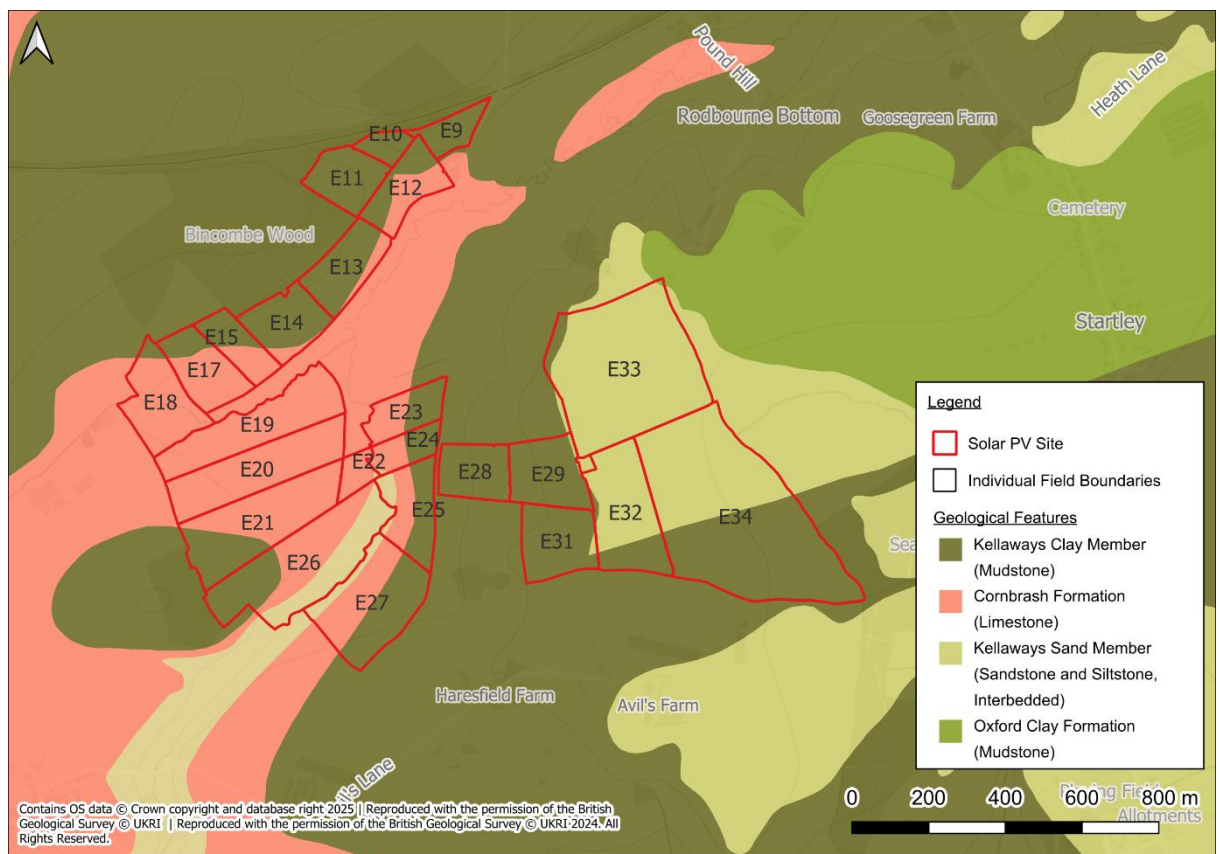 Pound Hill
Heath Lane
Rodbourne Bottom
Goosegreen Farm
E10
E9
E11
E12
Cemetery
Bincombe Wood
E13
E14
E15
Startley
E17
E33
E18
E19
E23
E24
E20
E22
E28
E29
E21
E25
E32
E34
E31
E26
E27
Haresfield Farm
Avil's Farm
Legend
Solar PV Site
Individual Field Boundaries
Geological Features
Kellaways Clay Member
(Mudstone)
Cornbrash Formation
(Limestone)
Kellaways Sand Member
(Sandstone and Siltstone,
Interbedded)
Oxford Clay Formation
(Mudstone)
Lane
Allotments
0 200 400 600 800 m
Contains OS data © Crown copyright and database right 2025 | Reproduced with the permission of the British
Geological Survey © UKRI | Reproduced with the permission of the British Geological Survey © UKRI 2024. All
Rights Reserved.